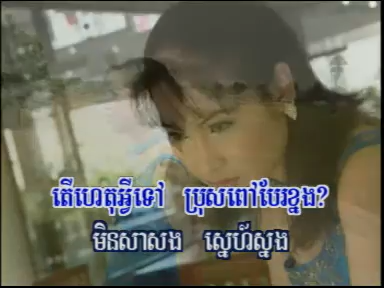 តើហេតុអ្វីទៅ ប្រុសពៅបែរខ្នង?
មិនសាសង ស្នេហ៍ស្នង